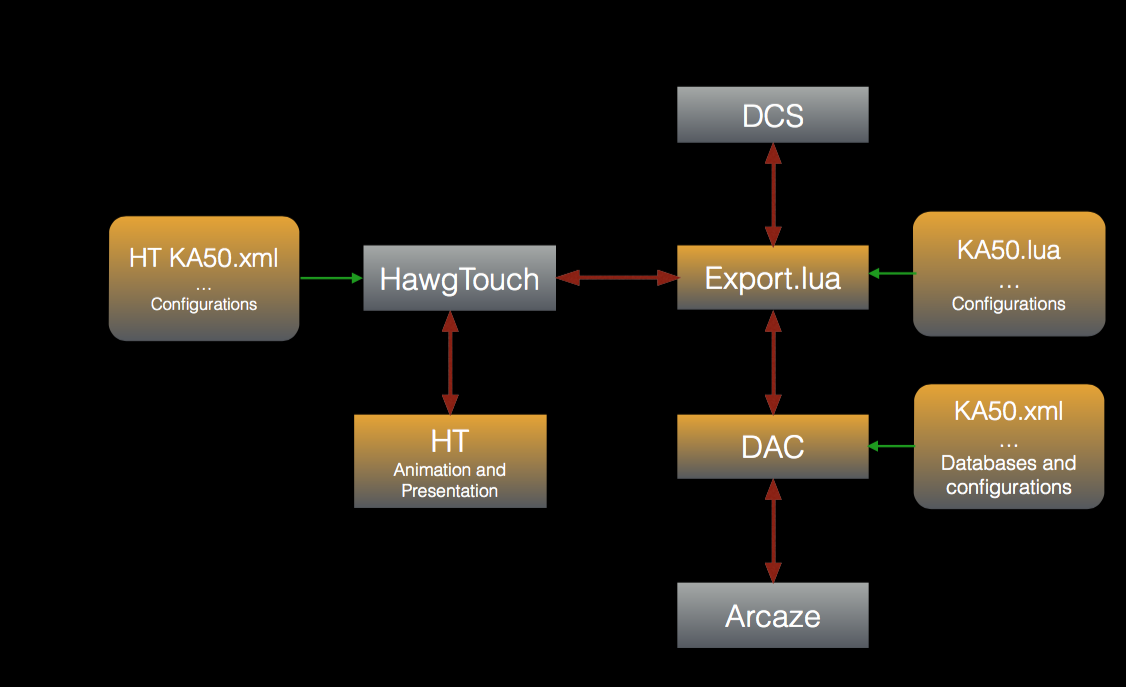 DCS
HT KA50.xml
...
Configurations
HawgTouch
Export.lua
KA50.lua
...
Configurations
HT
Animation and
Presentation
DAC
KA50.xml
...
Databases and
configurations
Arcaze